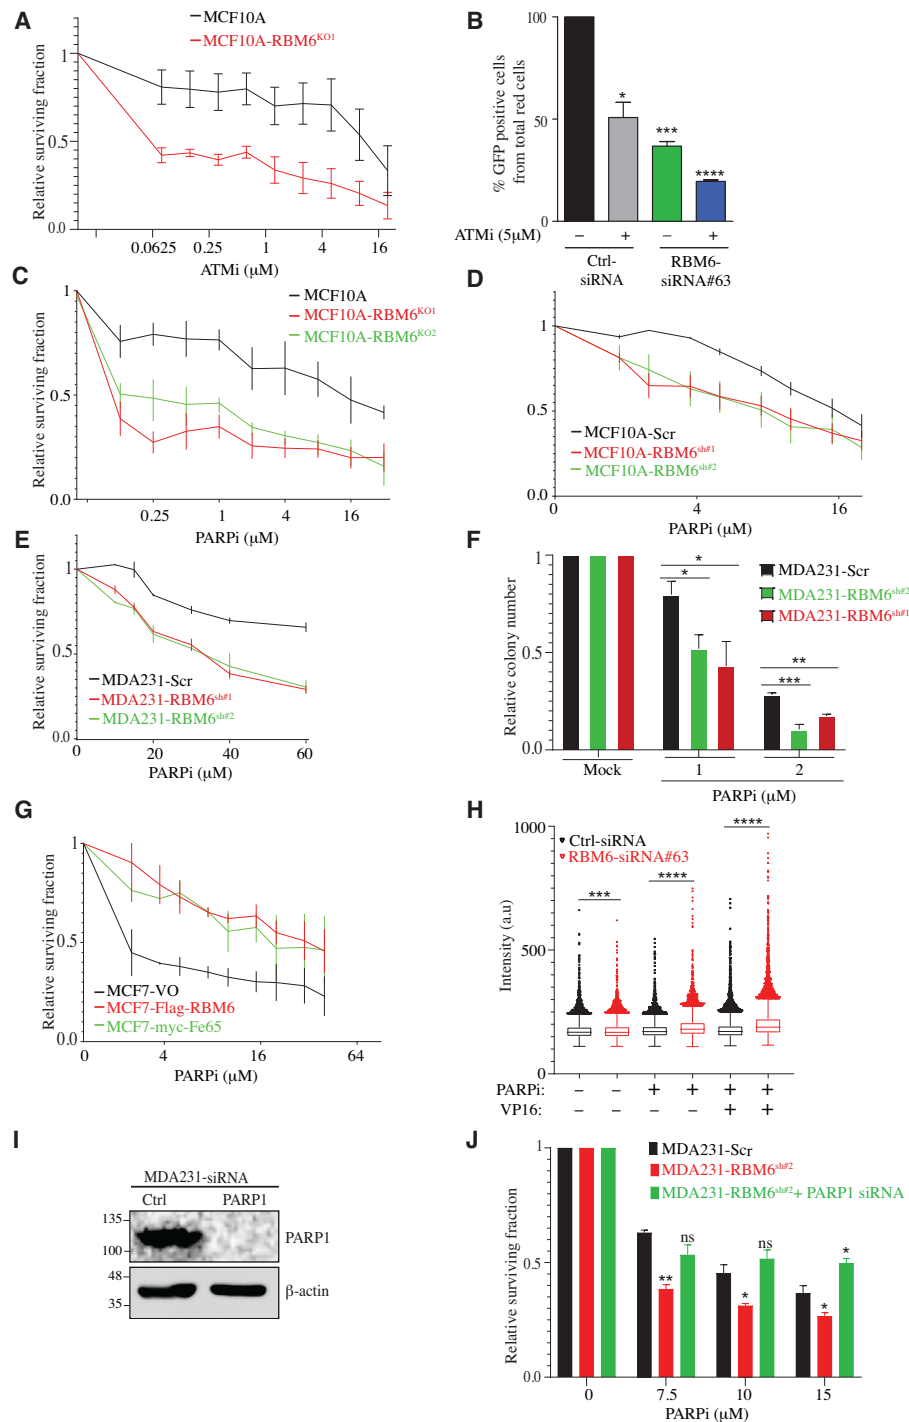 A
MCF10A
MCF10A-RBM6KO1
Relative surviving fraction
1
0.5
0.0
0.0625 0.25 1 4 16
ATMi (µM)
B
% GFP positive cells
from total red cells
100
50
0
* *** ****
ATMi (5µM) – + – +
Ctrl-
siRNA
RBM6-
siRNA#63
C
MCF10A
MCF10A-RBM6KO1
MCF10A-RBM6KO2
Relative surviving fraction
1
0.5
0.0
0.25 1 4 16
PARPi (µM)
D
Relative surviving fraction
1
0.5
0.0
MCF10A-Scr
MCF10A-RBM6sh#1
MCF10A-RBM6sh#2
0 4 16
PARPi (µM)
E
Relative surviving fraction
1
0.5
0.0
MDA231-Scr
MDA231-RBM6sh#1
MDA231-RBM6sh#2
0 20 40 60
PARPi (µM)
F
Relative colony number
1
0.5
0.0
MDA231-Scr
MDA231-RBM6sh#2
MDA231-RBM6sh#1
*
*
**
***
Mock 1 2
PARPi (µM)
G
Relative surviving fraction
1
0.5
0.0
MCF7-VO
MCF7-Flag-RBM6
MCF7-myc-Fe65
0 4 16 64
PARPi (µM)
H
Intensity (a.u)
1000
500
0
Ctrl-siRNA
RBM6-siRNA#63
*** **** ****
PARPi: – – + + + +
VP16: – – – – + +
I
MDA231-siRNA
Ctrl PARP1
135
100
PARP1
48
35
β-actin
J
Relative surviving fraction
1
0.5
0.0
MDA231-Scr
MDA231-RBM6sh#2
MDA231-RBM6sh#2+ PARP1 siRNA
** ns * ns * *
0 7.5 10 15
PARPi (µM)